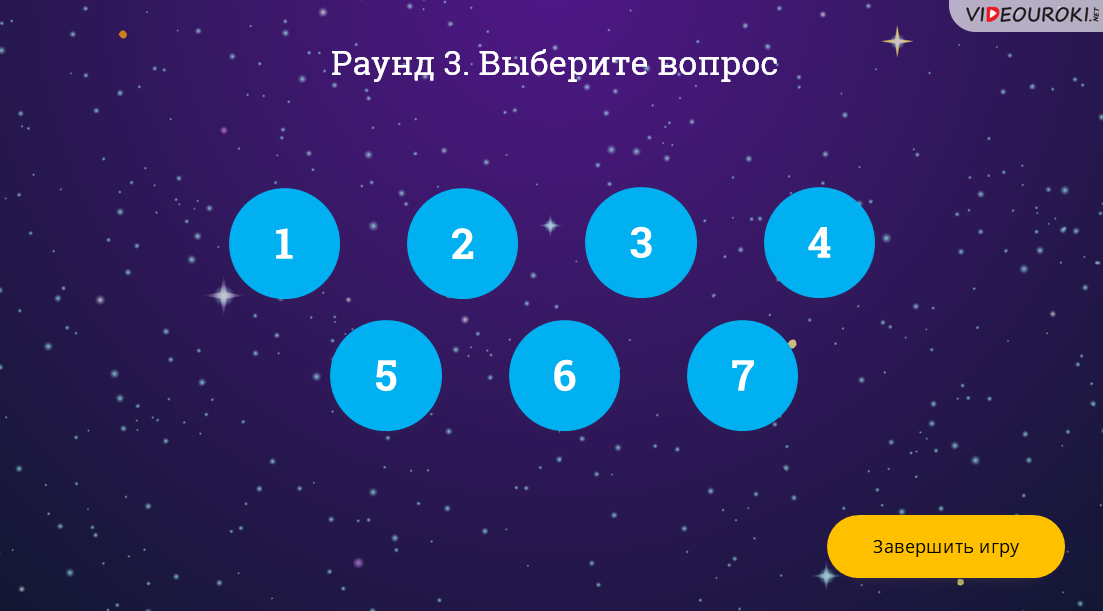 VIDEOUROKI.NET
Раунд 3. Выберите вопрос
1 2 3 4
5 6 7
Завершить игру